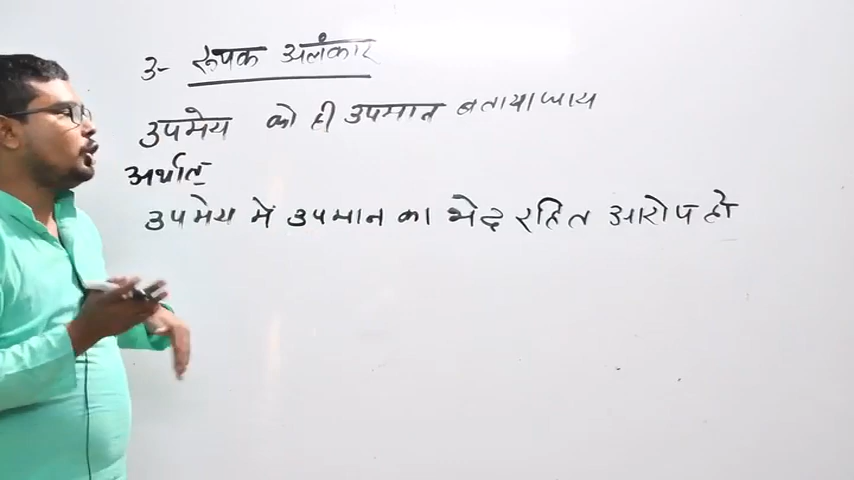 3- रूपक अलंकार
उपमेय को ही उपमान बताया जाय
अर्थात्
उपमेय में उपमान का भेद रहित आरोप हो